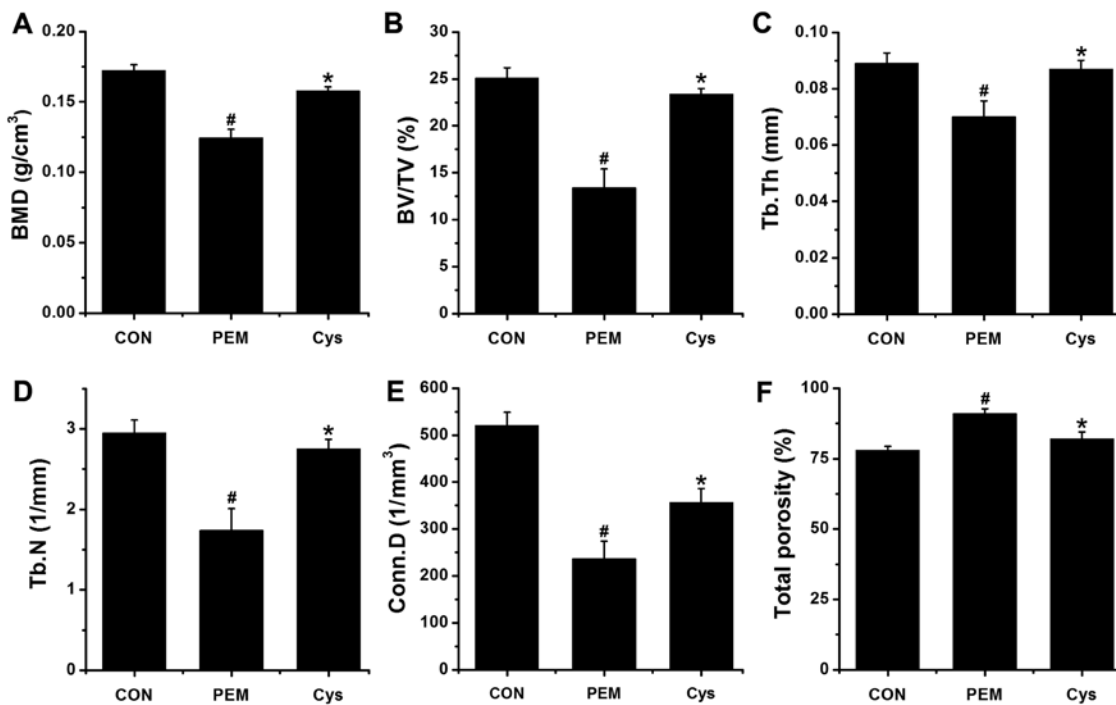 A
BMD (g/cm³)
0.20
0.15
0.10
0.05
0.00
#
*
CON PEM Cys
B
BV/TV (%)
30
25
20
15
10
5
0
#
*
CON PEM Cys
C
Tb.Th (mm)
0.10
0.08
0.06
0.04
0.02
0.00
#
*
CON PEM Cys
D
Tb.N (1/mm)
3
2
1
0
#
*
CON PEM Cys
E
Conn.D (1/mm³)
600
500
400
300
200
100
0
#
*
CON PEM Cys
F
Total porosity (%)
100
75
50
25
0
#
*
CON PEM Cys